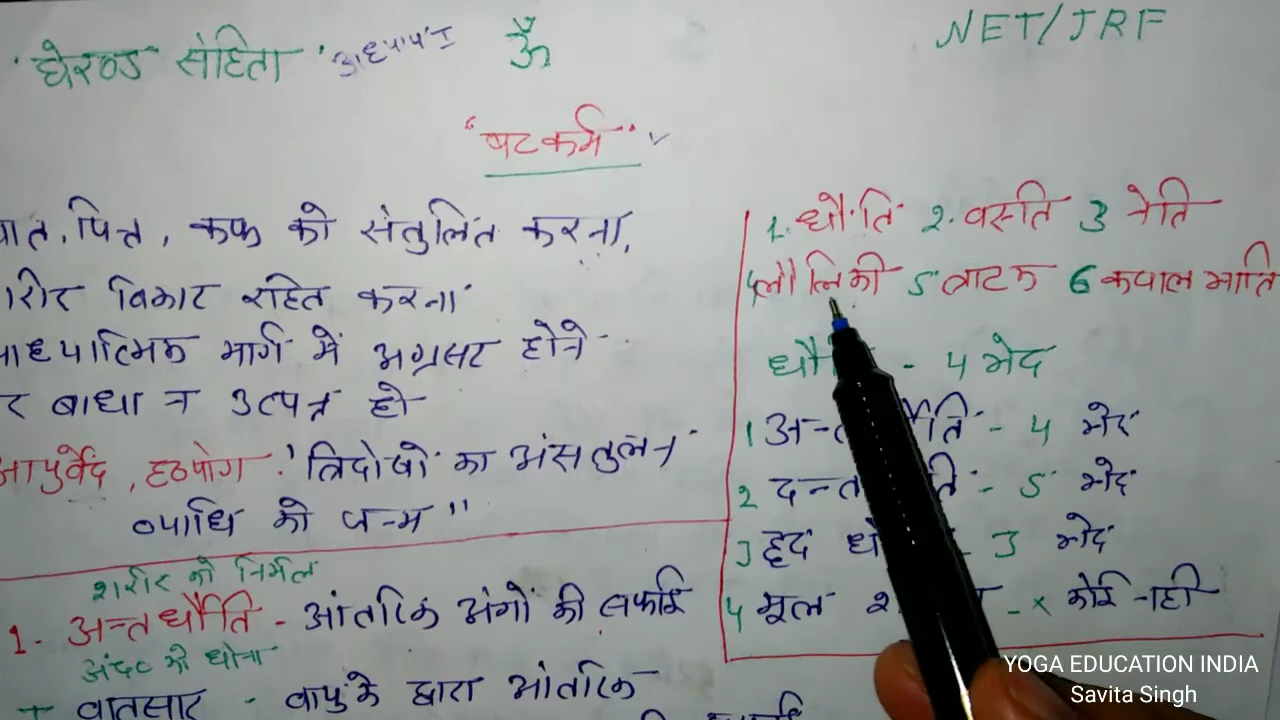 'घेरण्ड संहिता' अध्याय I
ॐ
NET/JRF
"षटकर्म"
वात, पित्त, कफ को संतुलित करना,
शरीर विकार रहित करना
आध्यात्मिक मार्ग में अग्रसर होने
र बाधा न उत्पन्न हो
आयुर्वेद, हठयोग : 'त्रिदोषों का असंतुलन
व्याधि को जन्म"
1. धौति 2. वस्ति 3 नेति
4 लौलिकी 5 त्राटक 6 कपाल भाति
धौ - 4 भेद
1 अन्त र्धौति - 4 भेद
2 दन्त ति - 5 भेद
3 हृद धौ - 3 भेद
4 मूल - x कोई नही
शरीर को निर्मल
1. अन्तर्धौति - आंतरिक अंगों की सफाई
अंदर को धोना
+ वातसार - वायु के द्वारा आंतरिक
YOGA EDUCATION INDIA
Savita Singh